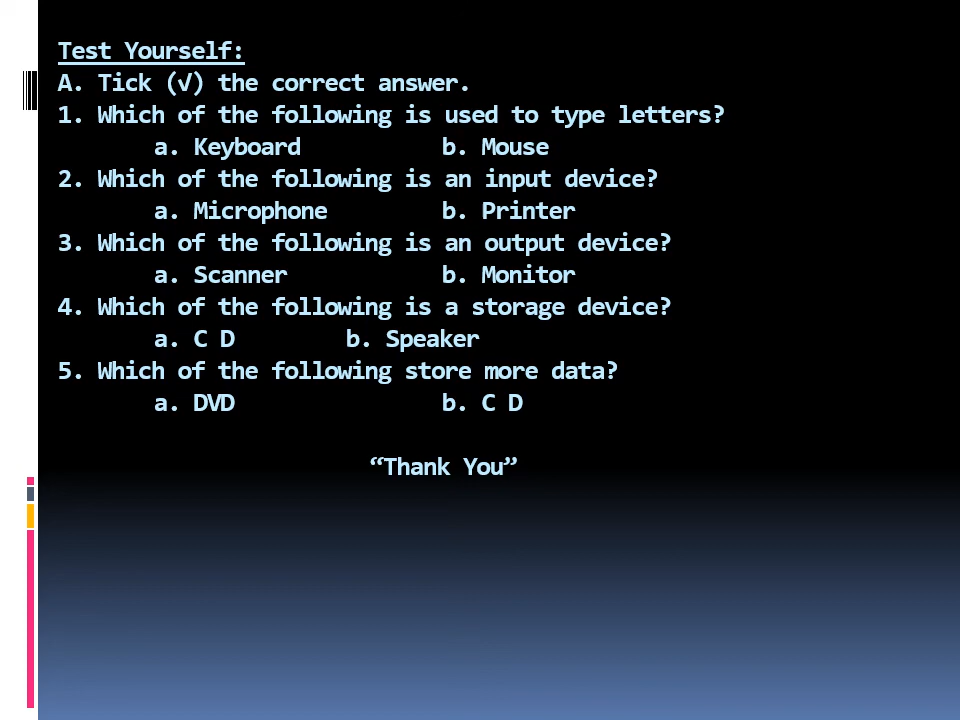 Test Yourself:
A. Tick (√) the correct answer.
1. Which of the following is used to type letters?
a. Keyboard b. Mouse
2. Which of the following is an input device?
a. Microphone b. Printer
3. Which of the following is an output device?
a. Scanner b. Monitor
4. Which of the following is a storage device?
a. C D b. Speaker
5. Which of the following store more data?
a. DVD b. C D
“Thank You”